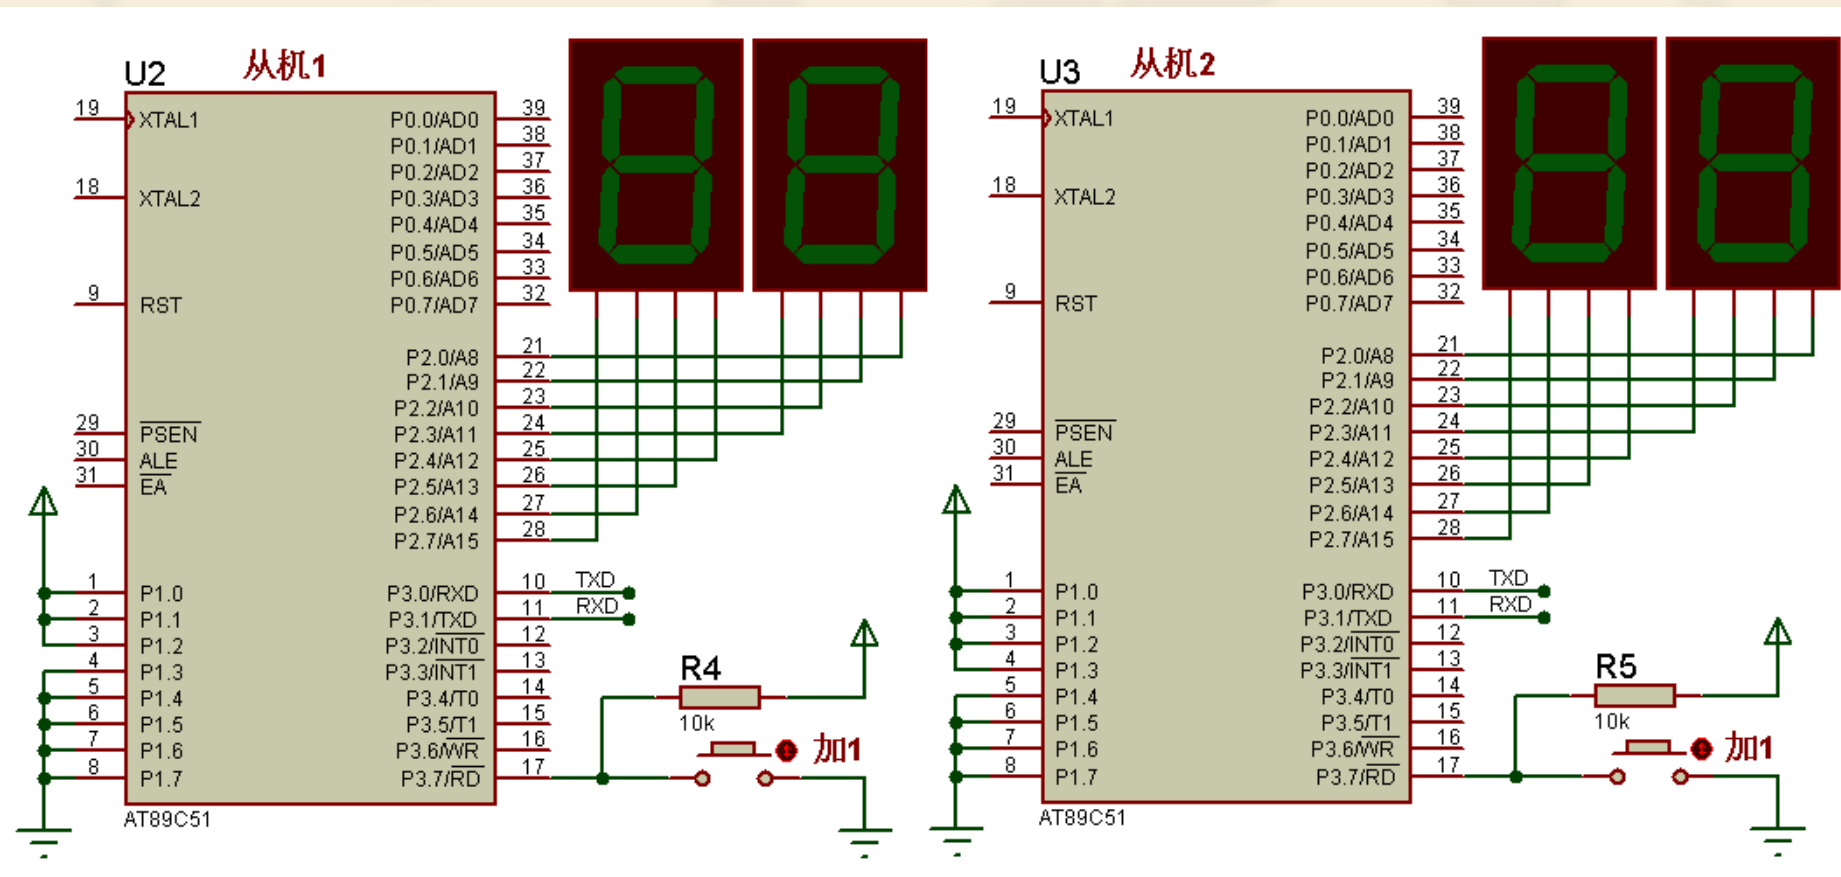 U2
从机1
19
XTAL1
18
XTAL2
9
RST
29
PSEN
30
ALE
31
EA
1
P1.0
2
P1.1
3
P1.2
4
P1.3
5
P1.4
6
P1.5
7
P1.6
8
P1.7
P0.0/AD0
39
P0.1/AD1
38
P0.2/AD2
37
P0.3/AD3
36
P0.4/AD4
35
P0.5/AD5
34
P0.6/AD6
33
P0.7/AD7
32
P2.0/A8
21
P2.1/A9
22
P2.2/A10
23
P2.3/A11
24
P2.4/A12
25
P2.5/A13
26
P2.6/A14
27
P2.7/A15
28
P3.0/RXD
10
TXD
P3.1/TXD
11
RXD
P3.2/INT0
12
P3.3/INT1
13
P3.4/T0
14
P3.5/T1
15
P3.6/WR
16
P3.7/RD
17
R4
10k
加1
AT89C51
U3
从机2
19
XTAL1
18
XTAL2
9
RST
29
PSEN
30
ALE
31
EA
1
P1.0
2
P1.1
3
P1.2
4
P1.3
5
P1.4
6
P1.5
7
P1.6
8
P1.7
P0.0/AD0
39
P0.1/AD1
38
P0.2/AD2
37
P0.3/AD3
36
P0.4/AD4
35
P0.5/AD5
34
P0.6/AD6
33
P0.7/AD7
32
P2.0/A8
21
P2.1/A9
22
P2.2/A10
23
P2.3/A11
24
P2.4/A12
25
P2.5/A13
26
P2.6/A14
27
P2.7/A15
28
P3.0/RXD
10
TXD
P3.1/TXD
11
RXD
P3.2/INT0
12
P3.3/INT1
13
P3.4/T0
14
P3.5/T1
15
P3.6/WR
16
P3.7/RD
17
R5
10k
加1
AT89C51